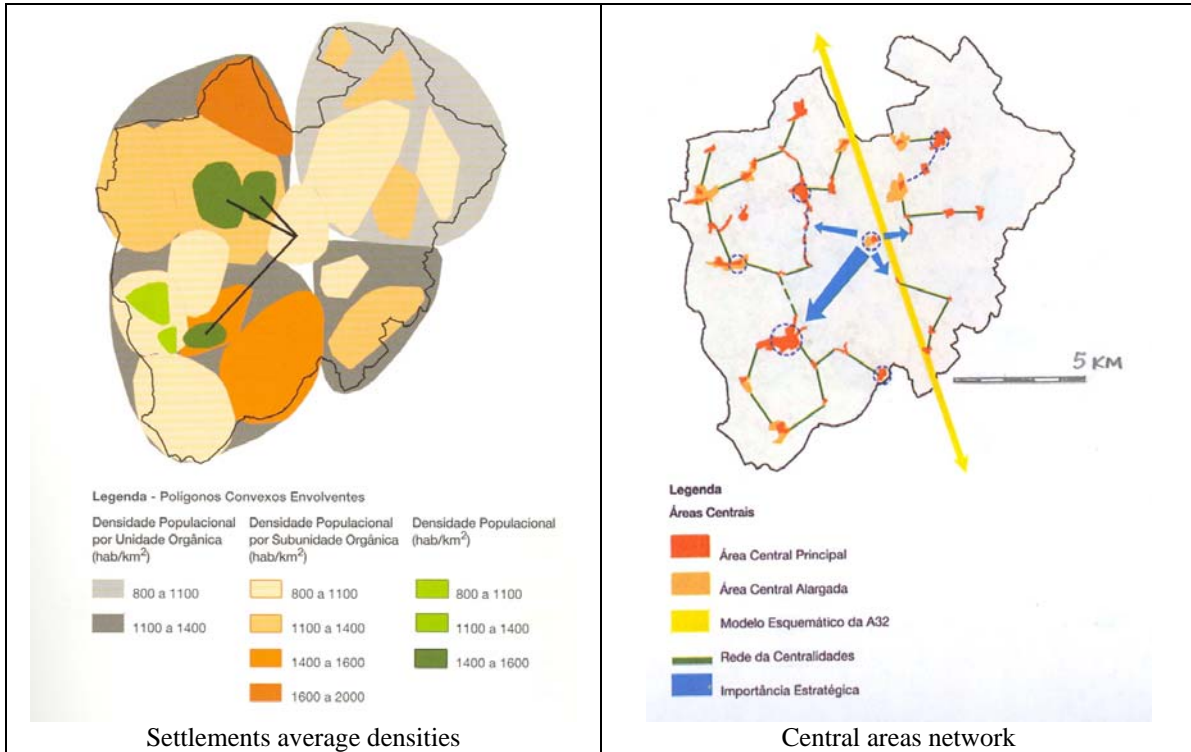 Legenda - Polígonos Convexos Envolventes
Densidade Populacional
por Unidade Orgânica
(hab/km²)
800 a 1100
1100 a 1400
Densidade Populacional
por Subunidade Orgânica
(hab/km²)
800 a 1100
1100 a 1400
1400 a 1600
1600 a 2000
Densidade Populacional
(hab/km²)
800 a 1100
1100 a 1400
1400 a 1600
Settlements average densities
5 KM
Legenda
Áreas Centrais
Área Central Principal
Área Central Alargada
Modelo Esquemático da A32
Rede da Centralidades
Importância Estratégica
Central areas network